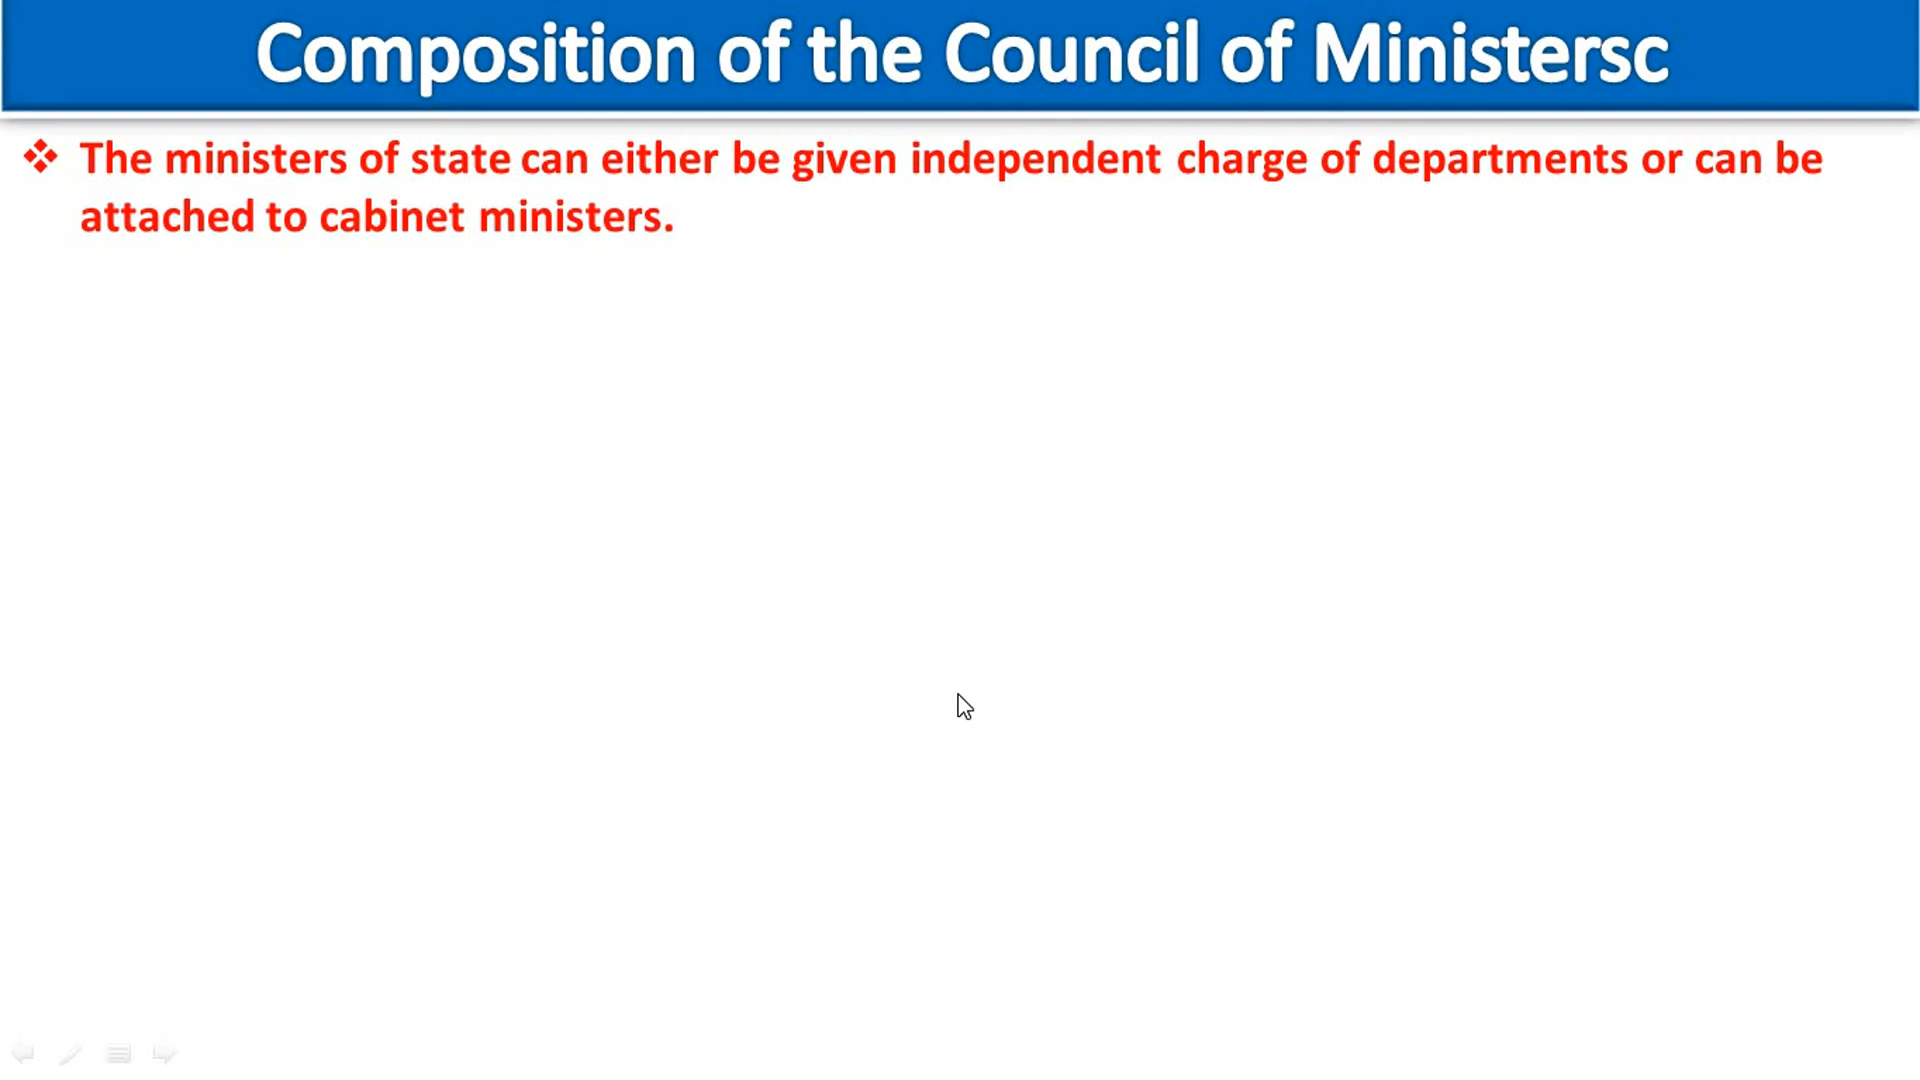 Composition of the Council of Ministersc
The ministers of state can either be given independent charge of departments or can be
attached to cabinet ministers.